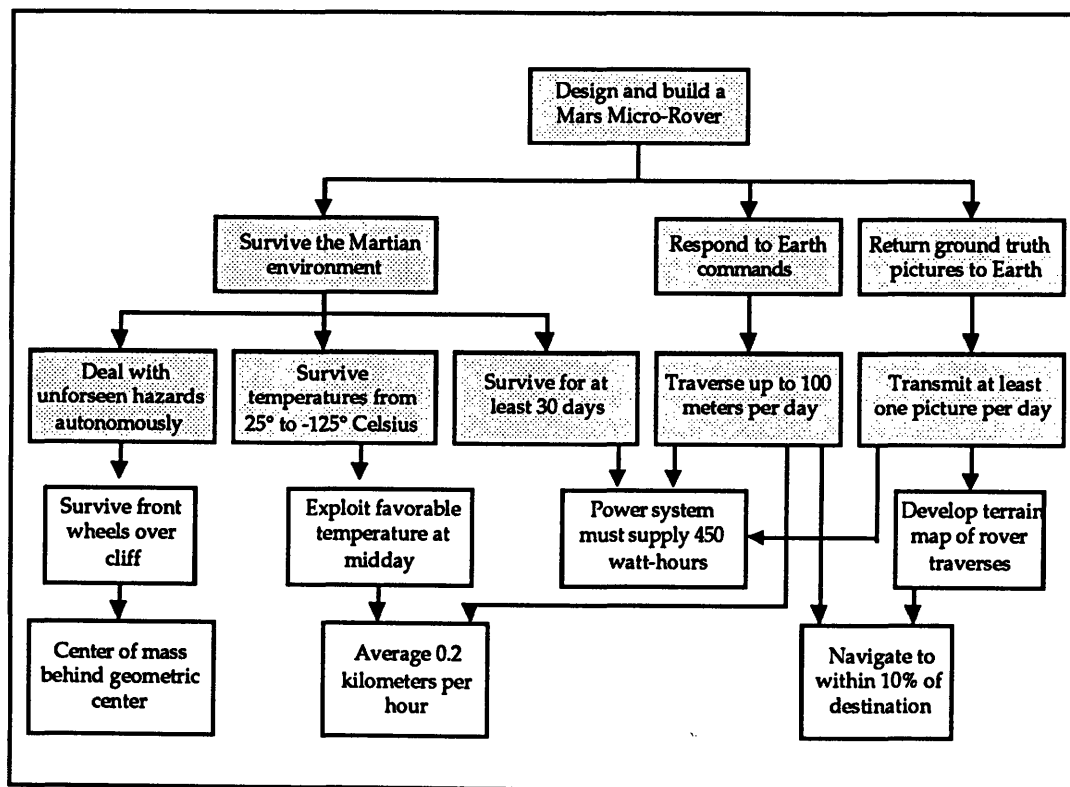 Design and build a
Mars Micro-Rover
Survive the Martian
environment
Respond to Earth
commands
Return ground truth
pictures to Earth
Deal with
unforseen hazards
autonomously
Survive
temperatures from
25° to -125° Celsius
Survive for at
least 30 days
Traverse up to 100
meters per day
Transmit at least
one picture per day
Survive front
wheels over
cliff
Exploit favorable
temperature at
midday
Power system
must supply 450
watt-hours
Develop terrain
map of rover
traverses
Center of mass
behind geometric
center
Average 0.2
kilometers per
hour
Navigate to
within 10% of
destination